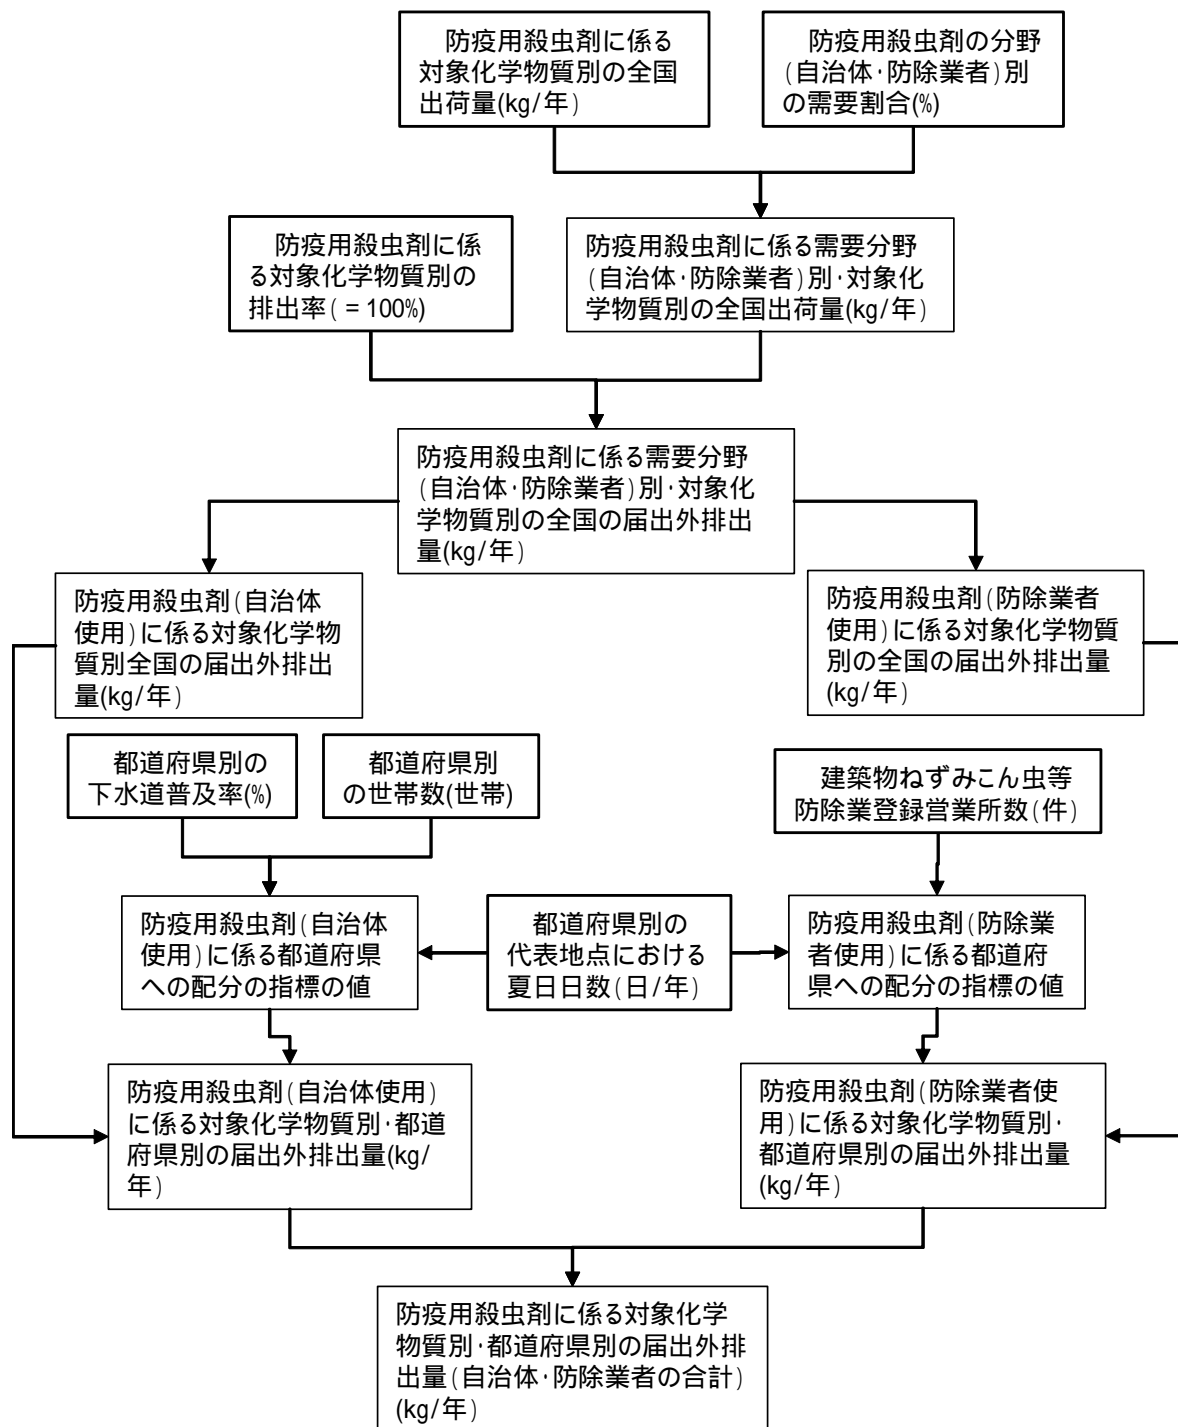 防疫用殺虫剤に係る
対象化学物質別の全国
出荷量(kg/年)
防疫用殺虫剤の分野
(自治体・防除業者)別
の需要割合(%)
防疫用殺虫剤に係
る対象化学物質別の
排出率(=100%)
防疫用殺虫剤に係る需要分野
(自治体・防除業者)別・対象化
学物質別の全国出荷量(kg/年)
防疫用殺虫剤に係る需要分野
(自治体・防除業者)別・対象化
学物質別の全国の届出外排出
量(kg/年)
防疫用殺虫剤(自治体
使用)に係る対象化学物
質別全国の届出外排出
量(kg/年)
防疫用殺虫剤(防除業者
使用)に係る対象化学物質
別の全国の届出外排出量
(kg/年)
都道府県別の
下水道普及率(%)
都道府県別
の世帯数(世帯)
建築物ねずみこん虫等
防除業登録営業所数(件)
防疫用殺虫剤(自治体
使用)に係る都道府県
への配分の指標の値
都道府県別の
代表地点における
夏日日数(日/年)
防疫用殺虫剤(防除業
者使用)に係る都道府
県への配分の指標の値
防疫用殺虫剤(自治体使用)
に係る対象化学物質別・都道
府県別の届出外排出量(kg/
年)
防疫用殺虫剤(防除業者使
用)に係る対象化学物質別・
都道府県別の届出外排出量
(kg/年)
防疫用殺虫剤に係る対象化学
物質別・都道府県別の届出外排
出量(自治体・防除業者の合計)
(kg/年)